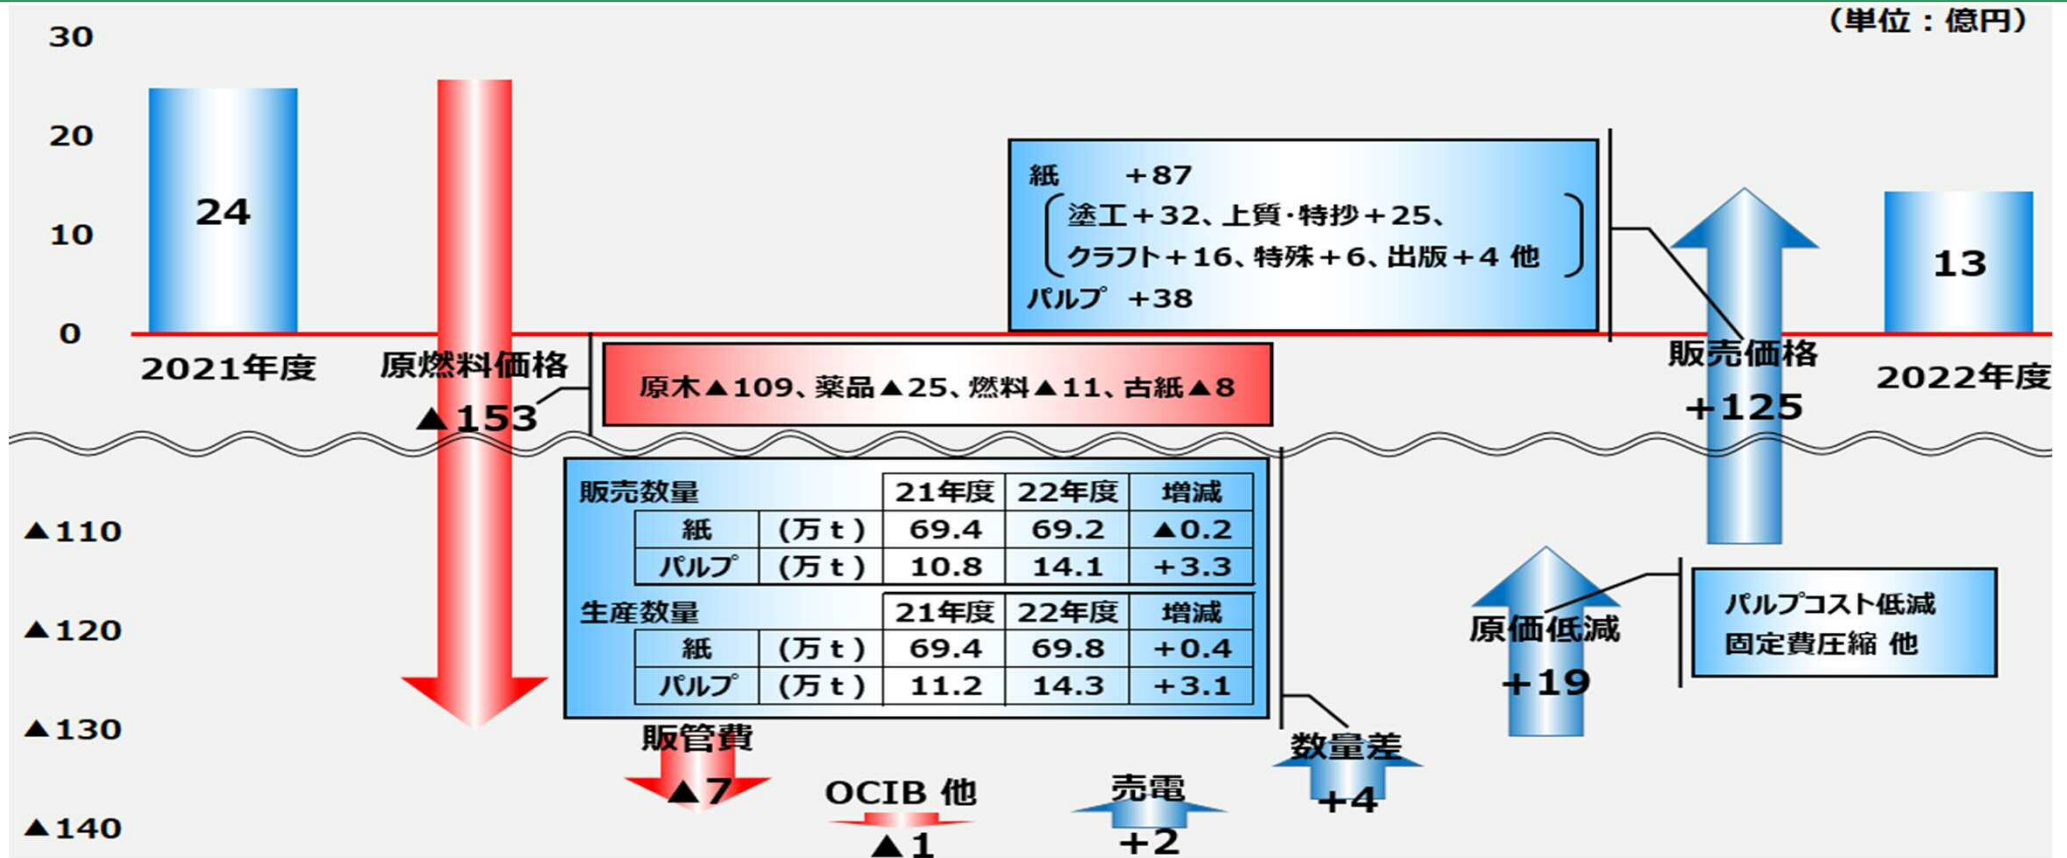 (単位:億円)
30
20
10
0
▲110
▲120
▲130
▲140
24
2021年度
原燃料価格
▲153
原木▲109、薬品▲25、燃料▲11、古紙▲8
販売数量 21年度 22年度 増減
紙 (万t) 69.4 69.2 ▲0.2
パルプ (万t) 10.8 14.1 +3.3
生産数量 21年度 22年度 増減
紙 (万t) 69.4 69.8 +0.4
パルプ (万t) 11.2 14.3 +3.1
販管費
▲7
OCIB 他
▲1
売電
+2
数量差
+4
原価低減
+19
パルプコスト低減
固定費圧縮 他
紙 +87
塗工+32、上質・特抄+25、
クラフト+16、特殊+6、出版+4 他
パルプ +38
販売価格
+125
13
2022年度